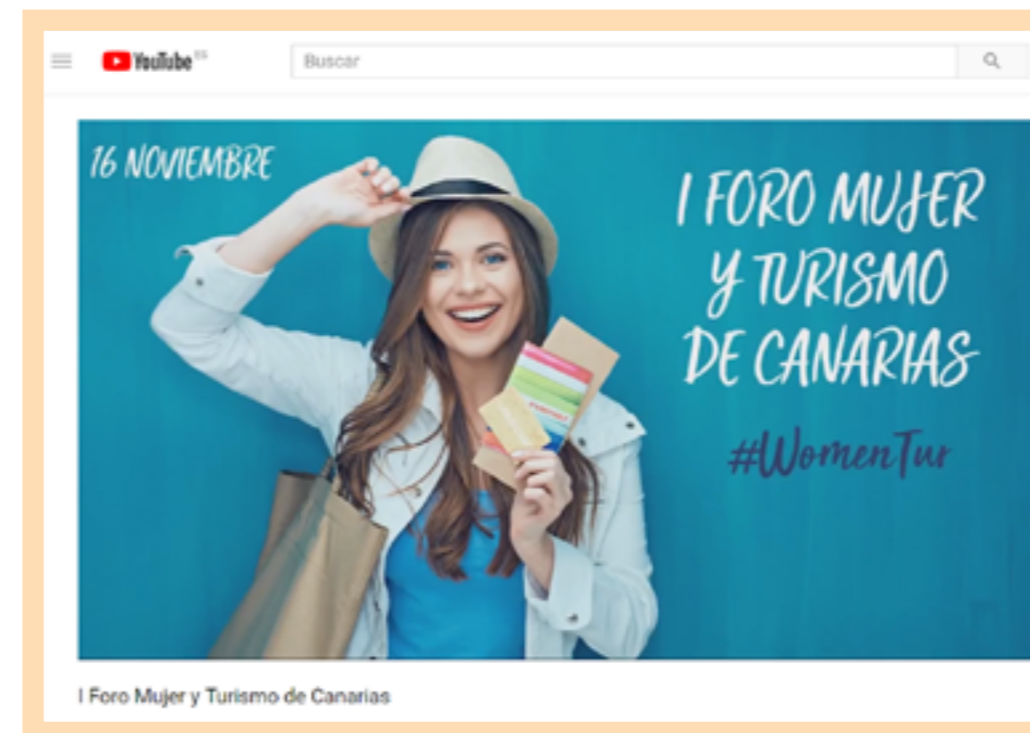 YouTube ES
Buscar
16 NOVIEMBRE
I FORO MUJER
Y TURISMO
DE CANARIAS
#WomenTur
I Foro Mujer y Turismo de Canarias